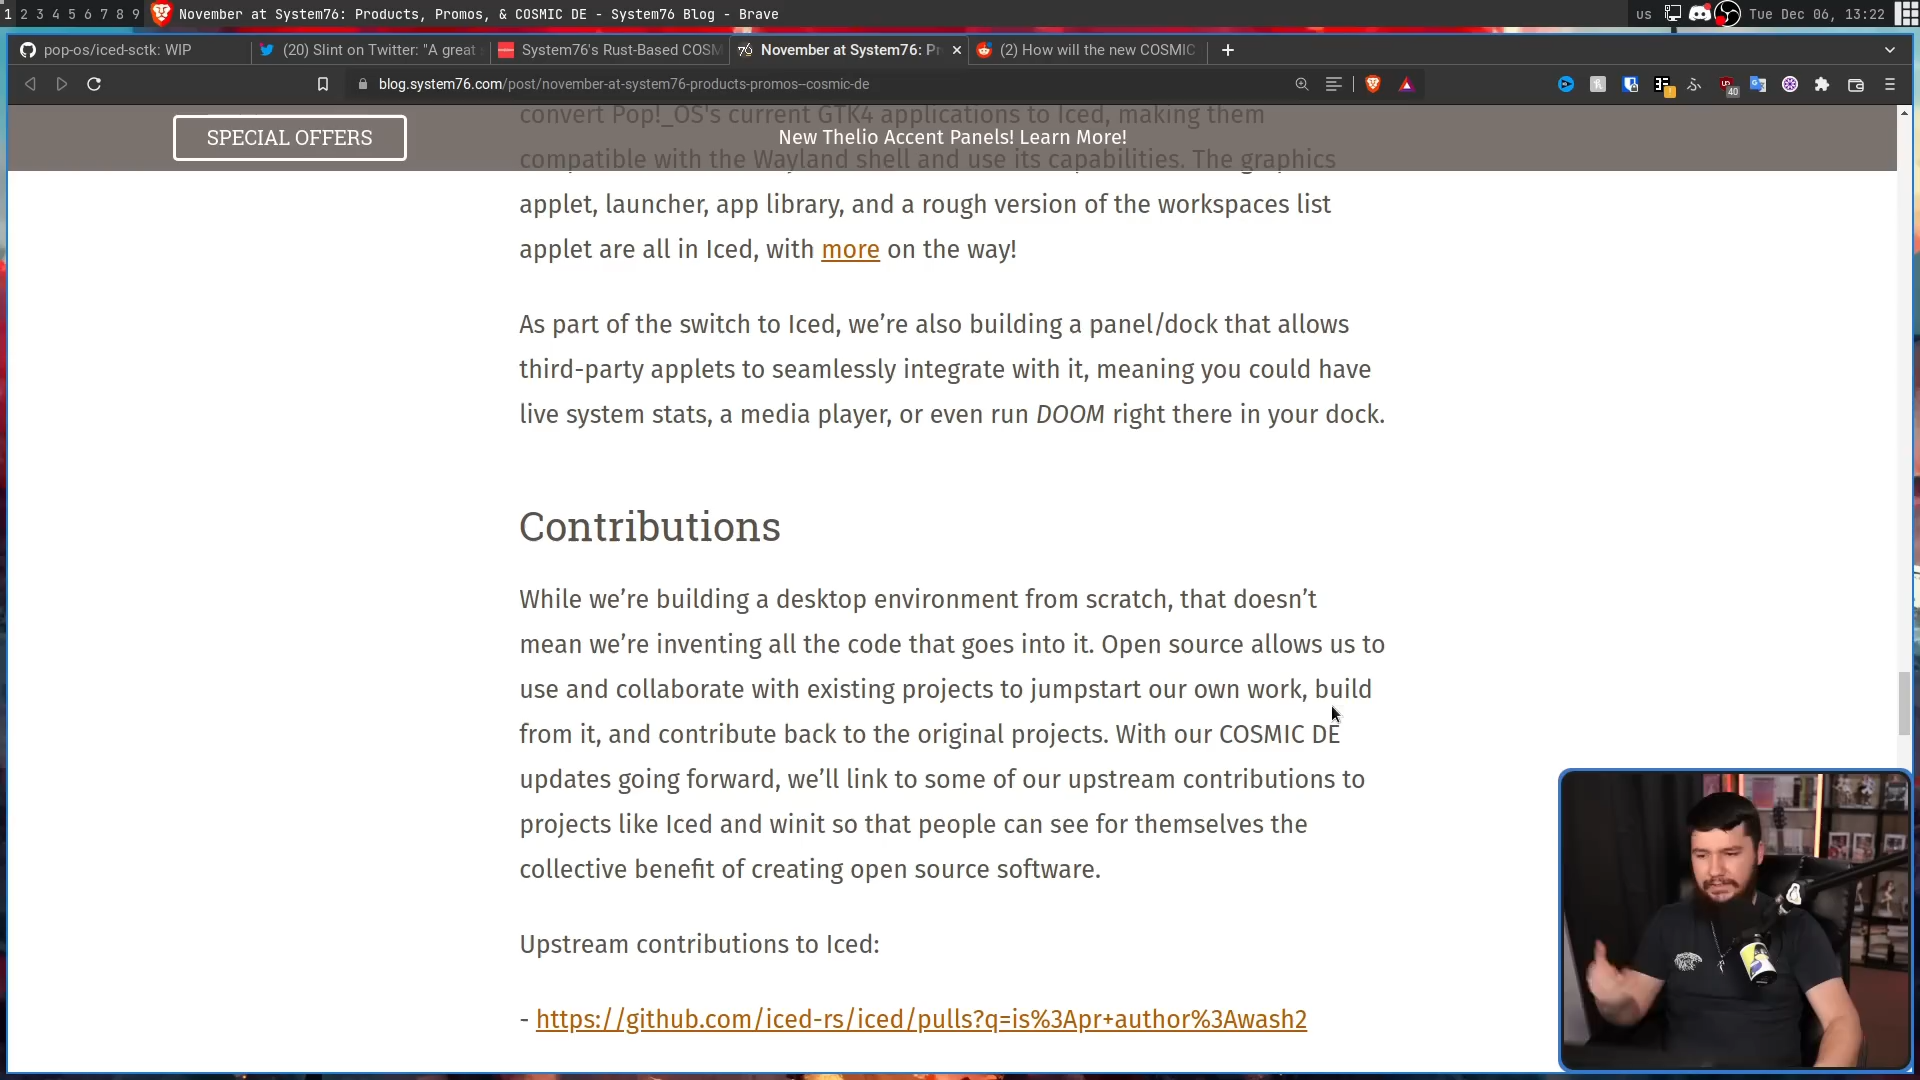 1 2 3 4 5 6 7 8 9 November at System76: Products, Promos, & COSMIC DE - System76 Blog - Brave us Tue Dec 06, 13:22
pop-os/iced-sctk: WIP (20) Slint on Twitter: "A great System76's Rust-Based COSM November at System76: Pr (2) How will the new COSMIC
blog.system76.com/post/november-at-system76-products-promos--cosmic-de 40
convert Pop!_OS's current GTK4 applications to Iced, making them
SPECIAL OFFERS New Thelio Accent Panels! Learn More!
compatible with the Wayland shell and use its capabilities. The graphics
applet, launcher, app library, and a rough version of the workspaces list
applet are all in Iced, with more on the way!
As part of the switch to Iced, we’re also building a panel/dock that allows
third-party applets to seamlessly integrate with it, meaning you could have
live system stats, a media player, or even run DOOM right there in your dock.
Contributions
While we’re building a desktop environment from scratch, that doesn’t
mean we’re inventing all the code that goes into it. Open source allows us to
use and collaborate with existing projects to jumpstart our own work, build
from it, and contribute back to the original projects. With our COSMIC DE
updates going forward, we’ll link to some of our upstream contributions to
projects like Iced and winit so that people can see for themselves the
collective benefit of creating open source software.
Upstream contributions to Iced:
- https://github.com/iced-rs/iced/pulls?q=is%3Apr+author%3Awash2